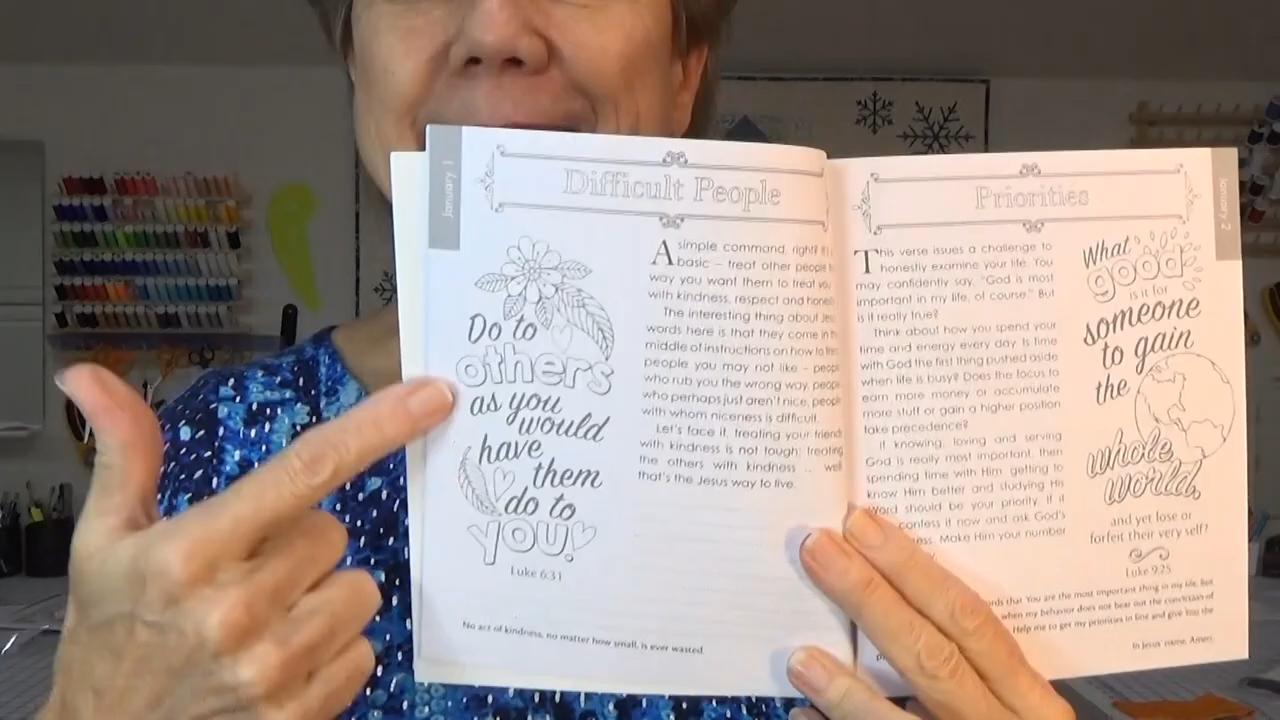 January 1
Difficult People
Do to
others
as you
would
have
them
do to
YOU!
Luke 6:31
A simple command, right? It's
basic – treat other people
way you want them to treat you
with kindness, respect and
The interesting thing about
words here is that they come in
middle of instructions on how to
people you may not like – people
who rub you the wrong way, people
who perhaps just aren't nice, people
with whom niceness is difficult.
Let's face it, treating your friends
with kindness is not tough; treating
the others with kindness ... well
that's the Jesus way to live.
No act of kindness, no matter how small, is ever wasted.
January 2
Priorities
This verse issues a challenge to
honestly examine your life. You
may confidently say, "God is most
important in my life, of course." But
is it really true?
Think about how you spend your
time and energy every day. Is time
with God the first thing pushed aside
when life is busy? Does the focus to
earn more money or accumulate
more stuff or gain a higher position
take precedence?
If knowing, loving and serving
God is really most important, then
spending time with Him getting to
know Him better and studying His
Word should be your priority. If it
confess it now and ask God's
Make Him your number
What
good
is it for
someone
to gain
the
whole
world,
and yet lose or
forfeit their very self?
Luke 9:25
that You are the most important thing in my life, but
when my behavior does not bear out the conviction of
Help me to get my priorities in line and give You the
In Jesus' name, Amen.